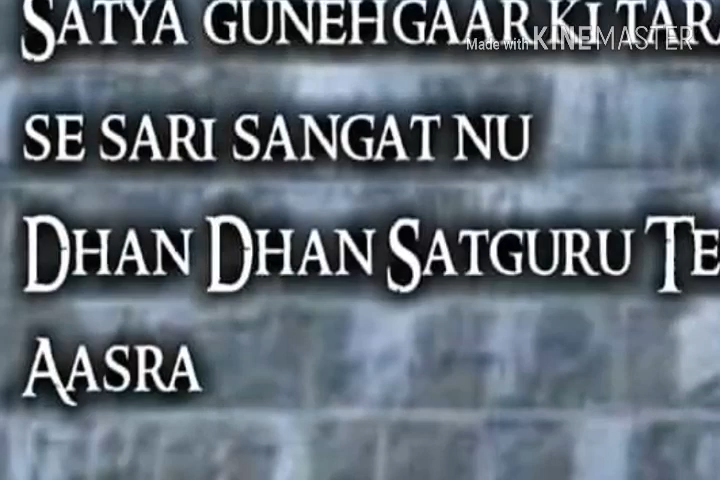 SATYA GUNEHGAAR KI
Made with KINEMASTER
SE SARI SANGAT NU
DHAN DHAN SATGURU
AASRA